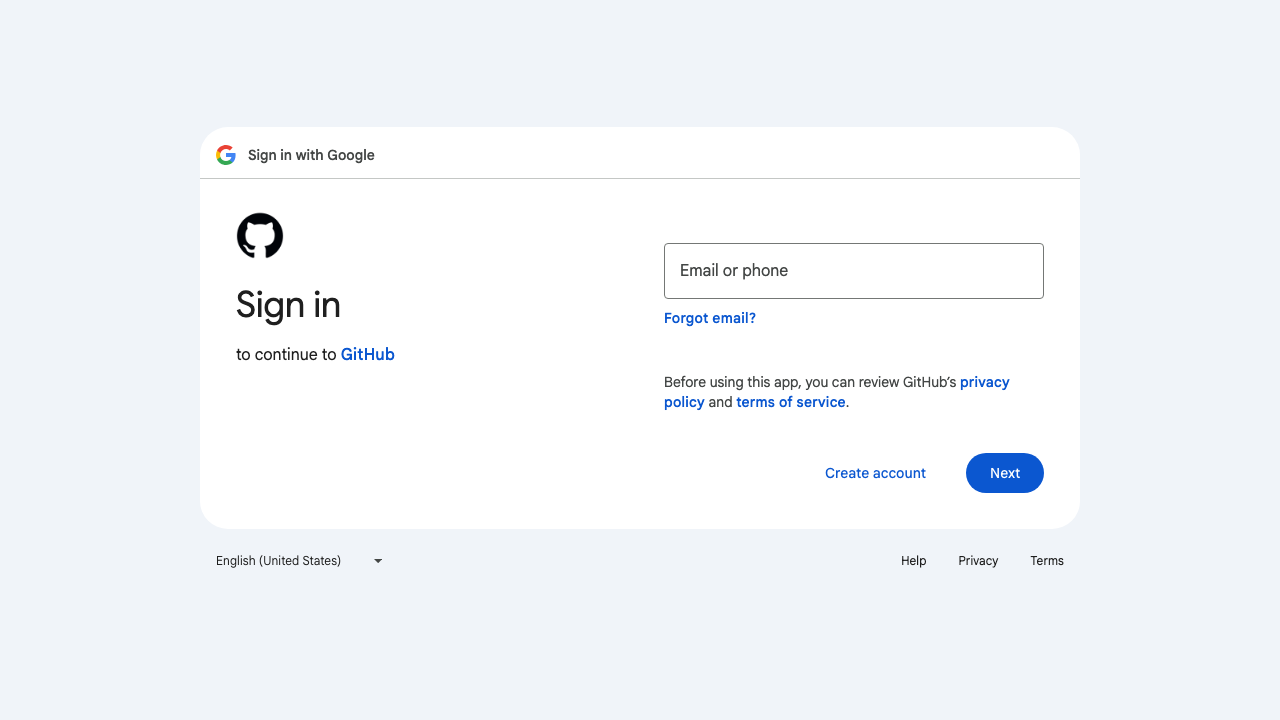 Sign in with Google
Sign in
to continue to GitHub
Email or phone
Forgot email?
Before using this app, you can review GitHub’s privacy
policy and terms of service.
Create account
Next
English (United States)
Help
Privacy
Terms